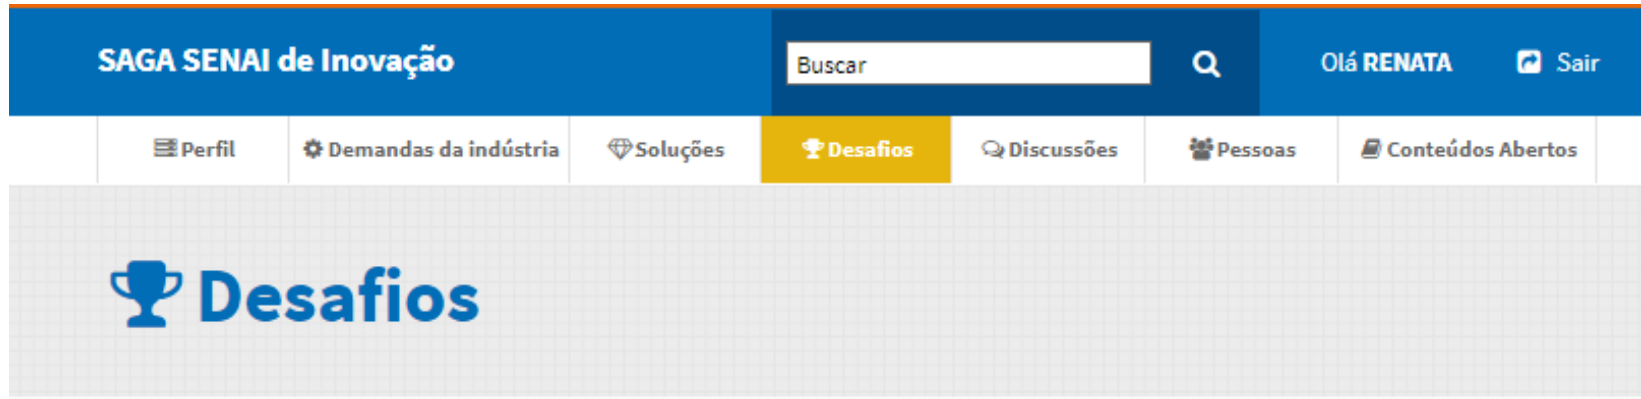 SAGA SENAI de Inovação
Buscar
Olá RENATA
Sair
Perfil
Demandas da indústria
Soluções
Desafios
Discussões
Pessoas
Conteúdos Abertos
Desafios